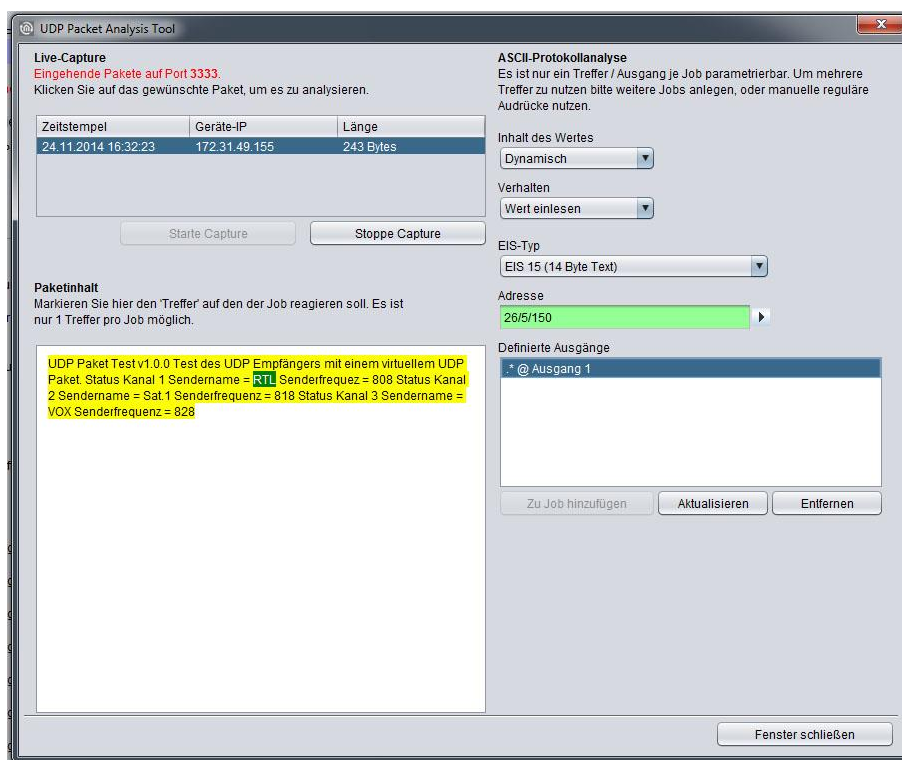 UDP Packet Analysis Tool
Live-Capture
Eingehende Pakete auf Port 3333.
Klicken Sie auf das gewünschte Paket, um es zu analysieren.
Zeitstempel Geräte-IP Länge
24.11.2014 16:32:23 172.31.49.155 243 Bytes
Starte Capture Stoppe Capture
Paketinhalt
Markieren Sie hier den 'Treffer' auf den der Job reagieren soll. Es ist
nur 1 Treffer pro Job möglich.
UDP Paket Test v1.0.0 Test des UDP Empfängers mit einem virtuellem UDP
Paket. Status Kanal 1 Sendername = RTL Senderfrequez = 808 Status Kanal
2 Sendername = Sat.1 Senderfrequenz = 818 Status Kanal 3 Sendername =
VOX Senderfrequenz = 828
ASCII-Protokollanalyse
Es ist nur ein Treffer / Ausgang je Job parametrierbar. Um mehrere
Treffer zu nutzen bitte weitere Jobs anlegen, oder manuelle reguläre
Audrücke nutzen.
Inhalt des Wertes
Dynamisch
Verhalten
Wert einlesen
EIS-Typ
EIS 15 (14 Byte Text)
Adresse
26/5/150
Definierte Ausgänge
.* @ Ausgang 1
Zu Job hinzufügen Aktualisieren Entfernen
Fenster schließen